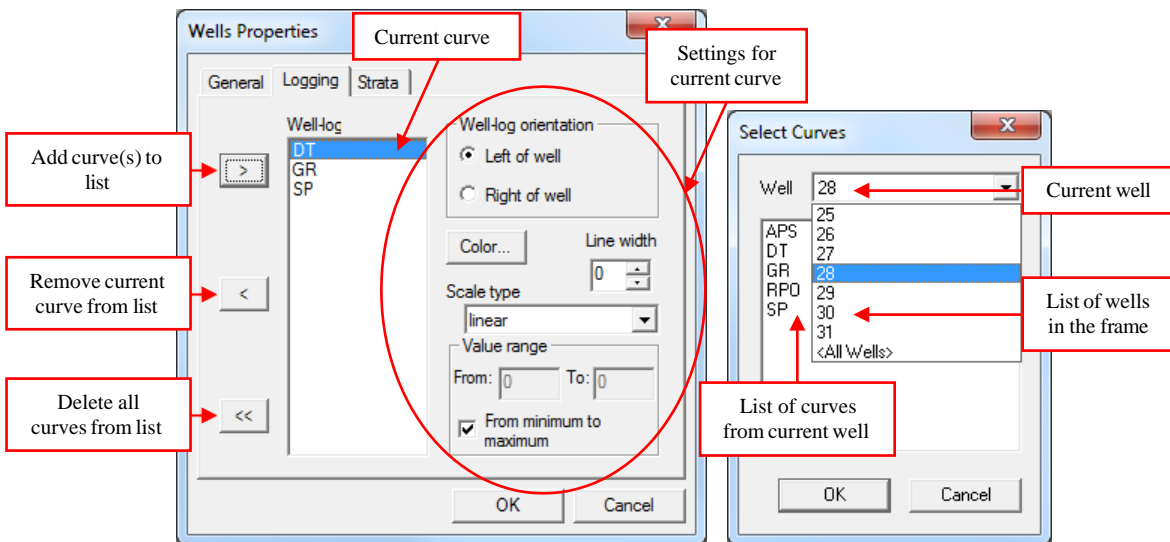 Wells Properties
Current curve
Settings for
current curve
General Logging Strata
Well-log
DT
GR
SP
Add curve(s) to
list
>
Remove current
curve from list
<
Delete all
curves from list
<<
Well-log orientation
Left of well
Right of well
Color...
Line width
0
Scale type
linear
Value range
From: 0 To: 0
From minimum to
maximum
OK Cancel
Select Curves
Well 28
Current well
APS
DT
GR
RPO
SP
25
26
27
28
29
30
31
<All Wells>
List of wells
in the frame
List of curves
from current well
OK Cancel